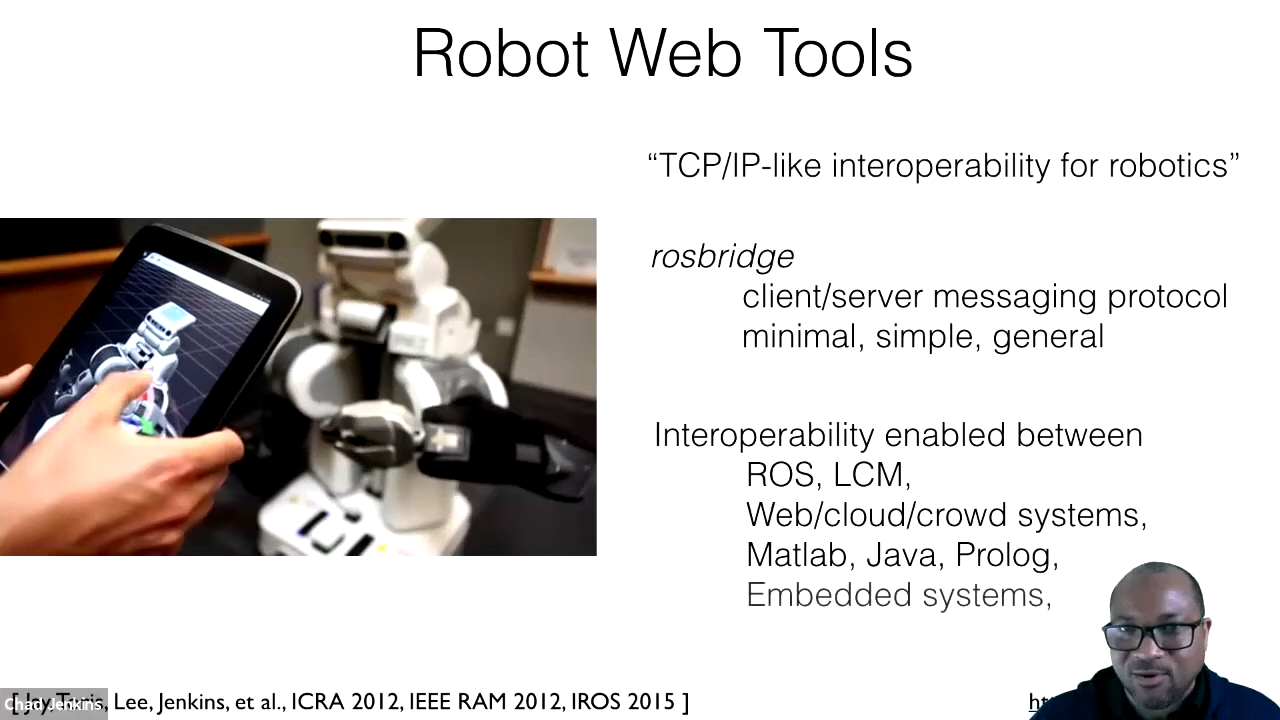 Robot Web Tools
“TCP/IP-like interoperability for robotics”
rosbridge
client/server messaging protocol
minimal, simple, general
Interoperability enabled between
ROS, LCM,
Web/cloud/crowd systems,
Matlab, Java, Prolog,
Embedded systems,
[ Lee, Jenkins, et al., ICRA 2012, IEEE RAM 2012, IROS 2015 ]
Chad Jenkins